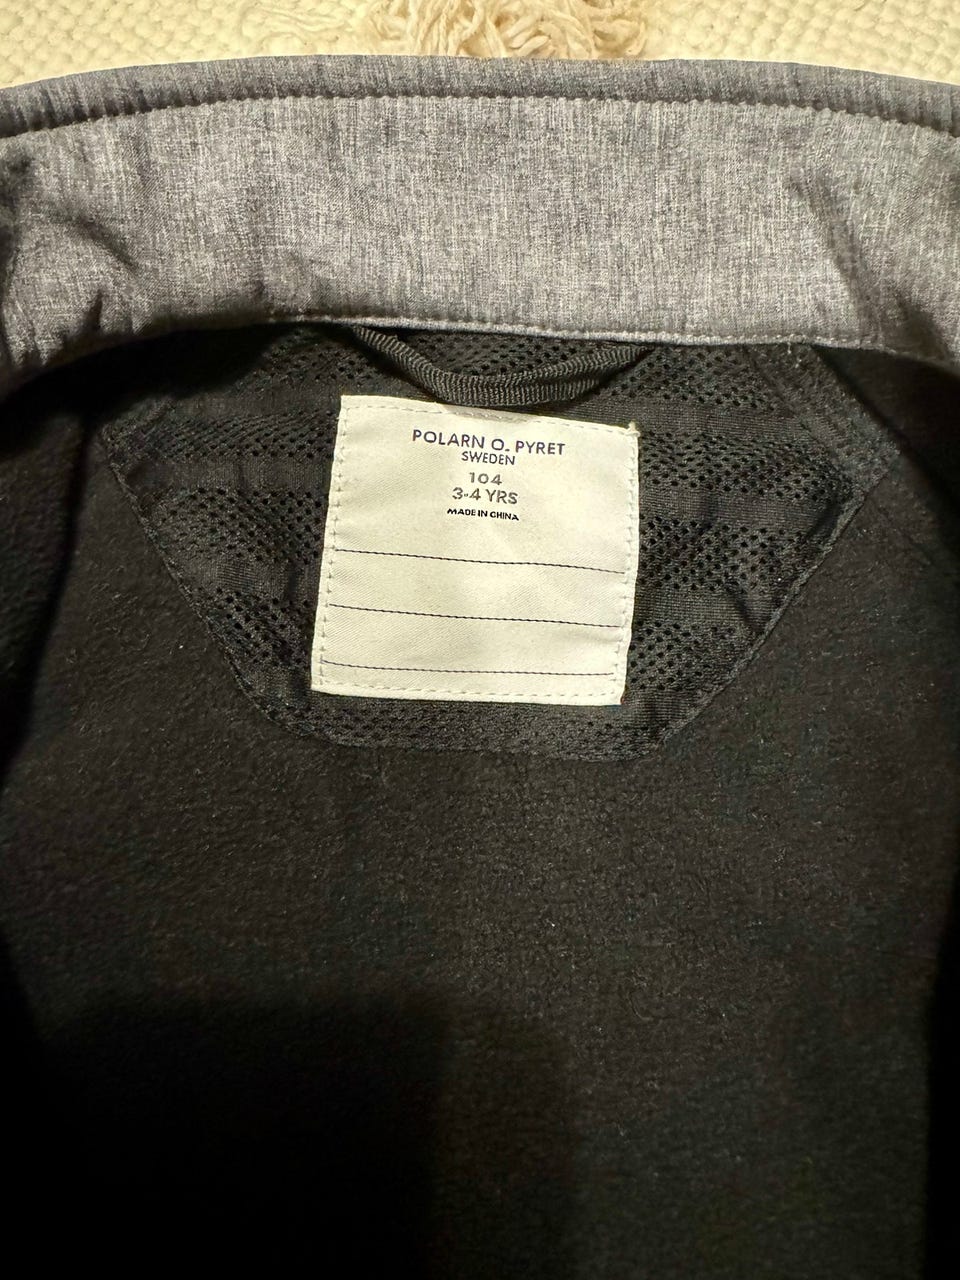 POLARN O. PYRET
SWEDEN
104
3-4 YRS
MADE IN CHINA